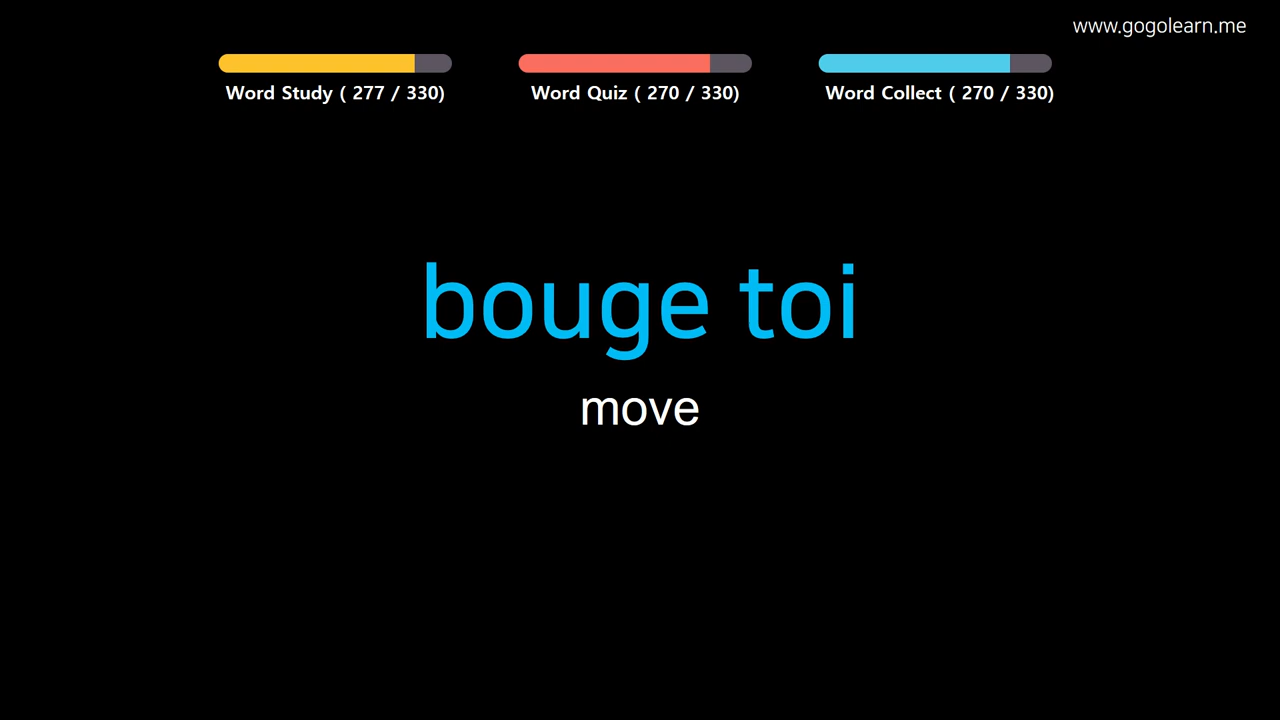 www.gogolearn.me
Word Study ( 277 / 330)
Word Quiz ( 270 / 330)
Word Collect ( 270 / 330)
bouge toi
move